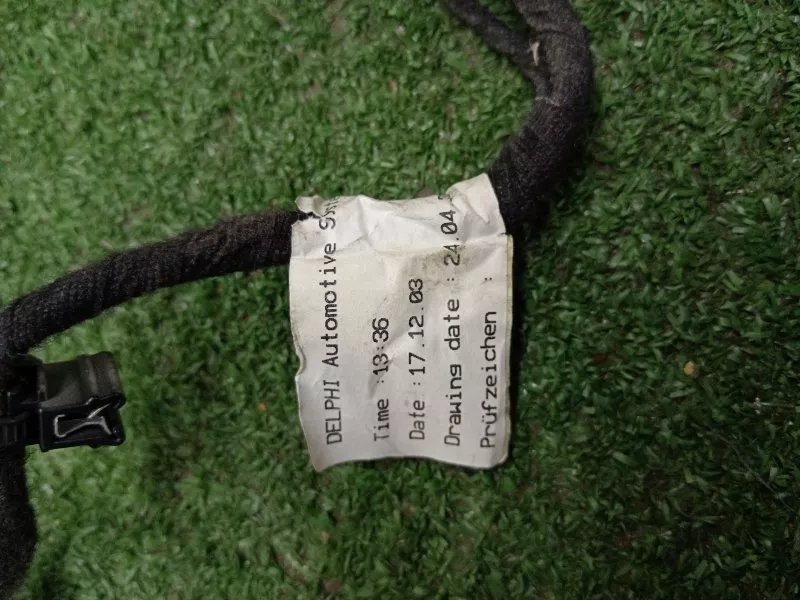 DELPHI Automotive
Time :13:36
Date :17.12.03
Drawing date : 24.04.
Prüfzeichen :